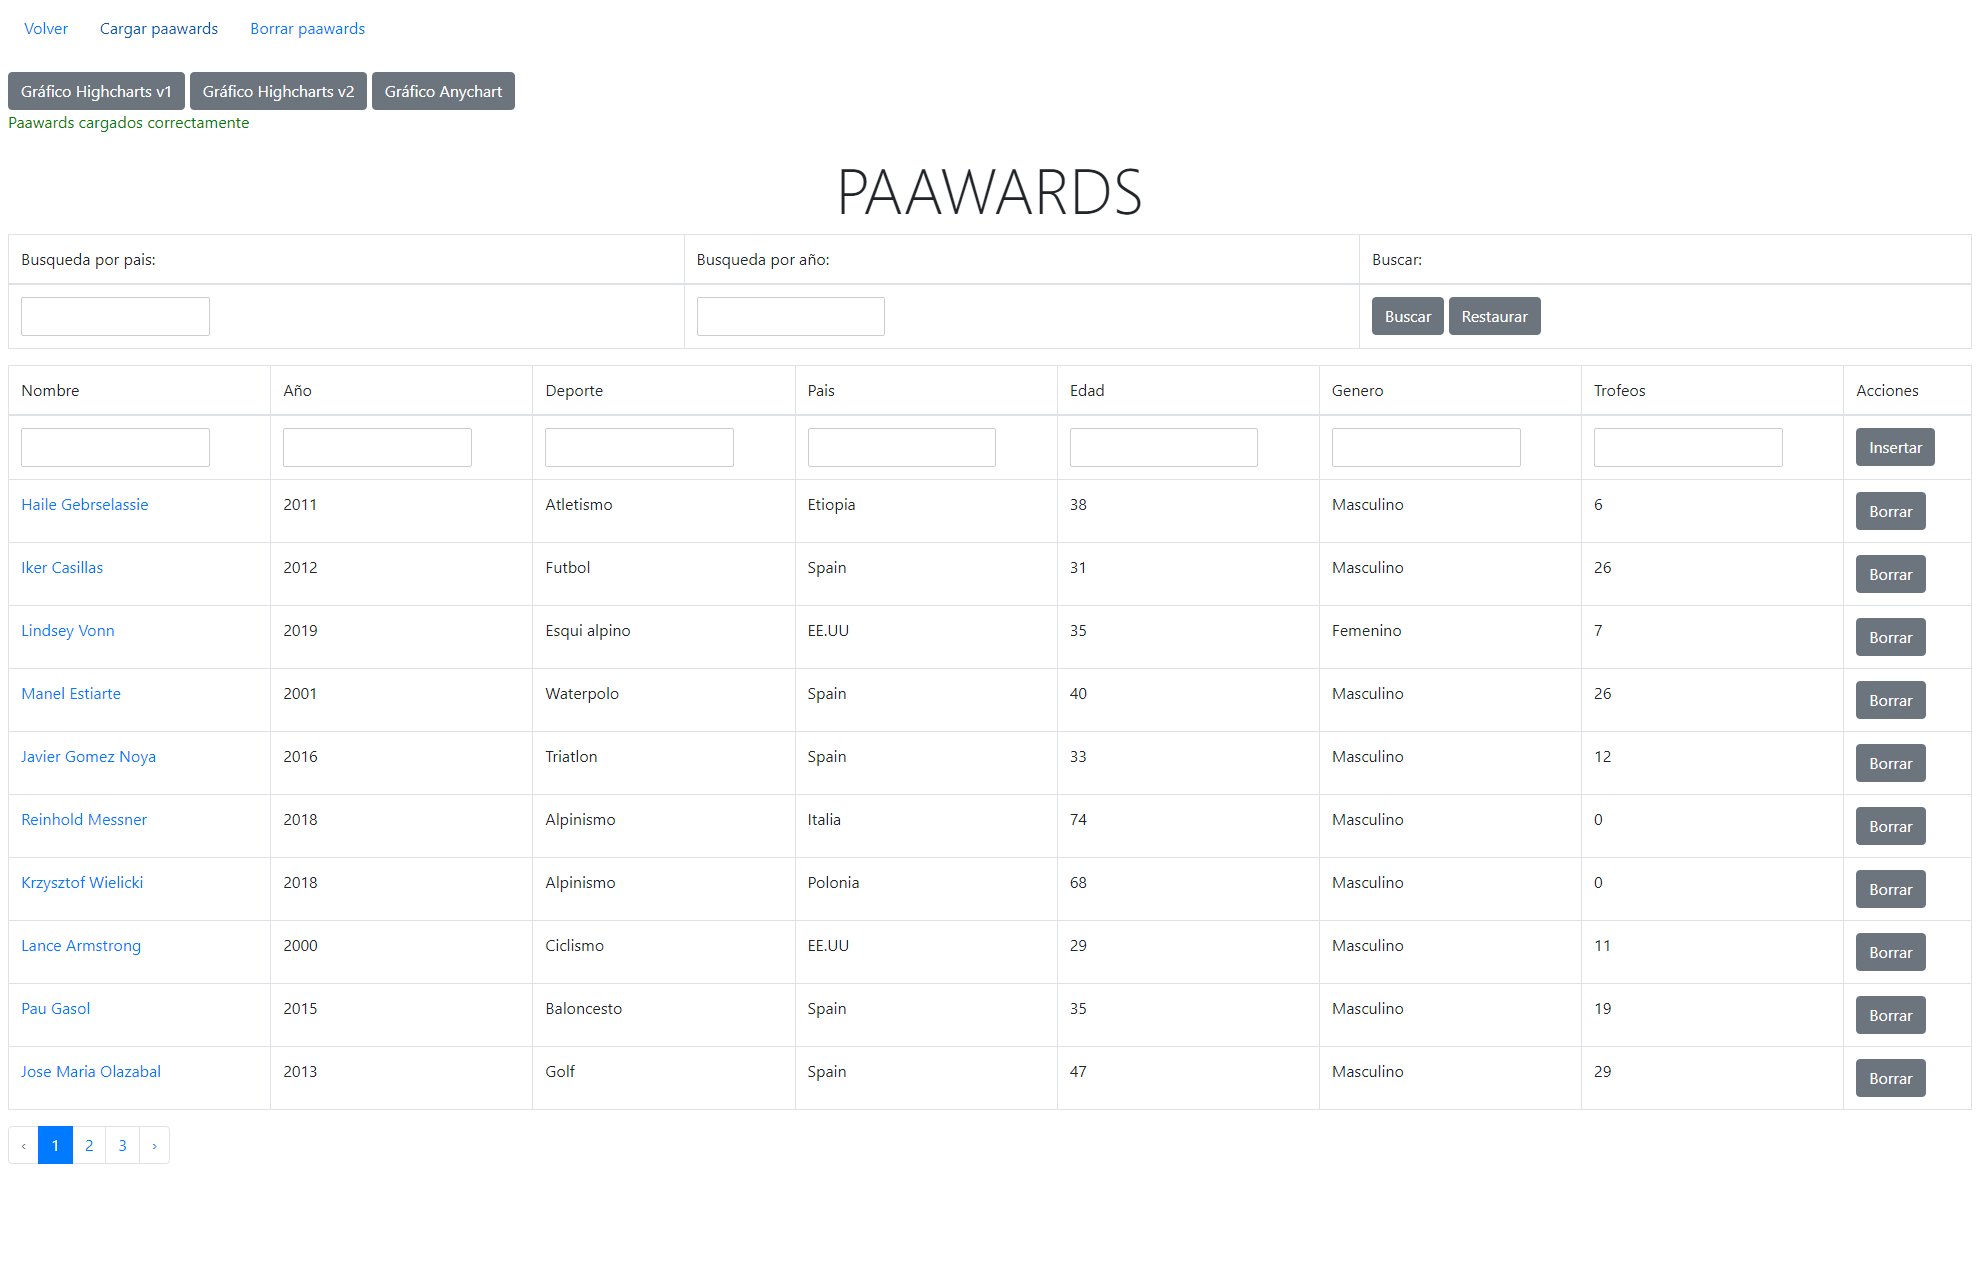 Volver Cargar paawards Borrar paawards
Gráfico Highcharts v1 Gráfico Highcharts v2 Gráfico Anychart
Paawards cargados correctamente
PAAWARDS
Busqueda por pais: Busqueda por año: Buscar:
Buscar Restaurar
Nombre Año Deporte Pais Edad Genero Trofeos Acciones
Insertar
Haile Gebrselassie 2011 Atletismo Etiopia 38 Masculino 6 Borrar
Iker Casillas 2012 Futbol Spain 31 Masculino 26 Borrar
Lindsey Vonn 2019 Esqui alpino EE.UU 35 Femenino 7 Borrar
Manel Estiarte 2001 Waterpolo Spain 40 Masculino 26 Borrar
Javier Gomez Noya 2016 Triatlon Spain 33 Masculino 12 Borrar
Reinhold Messner 2018 Alpinismo Italia 74 Masculino 0 Borrar
Krzysztof Wielicki 2018 Alpinismo Polonia 68 Masculino 0 Borrar
Lance Armstrong 2000 Ciclismo EE.UU 29 Masculino 11 Borrar
Pau Gasol 2015 Baloncesto Spain 35 Masculino 19 Borrar
Jose Maria Olazabal 2013 Golf Spain 47 Masculino 29 Borrar
‹ 1 2 3 ›